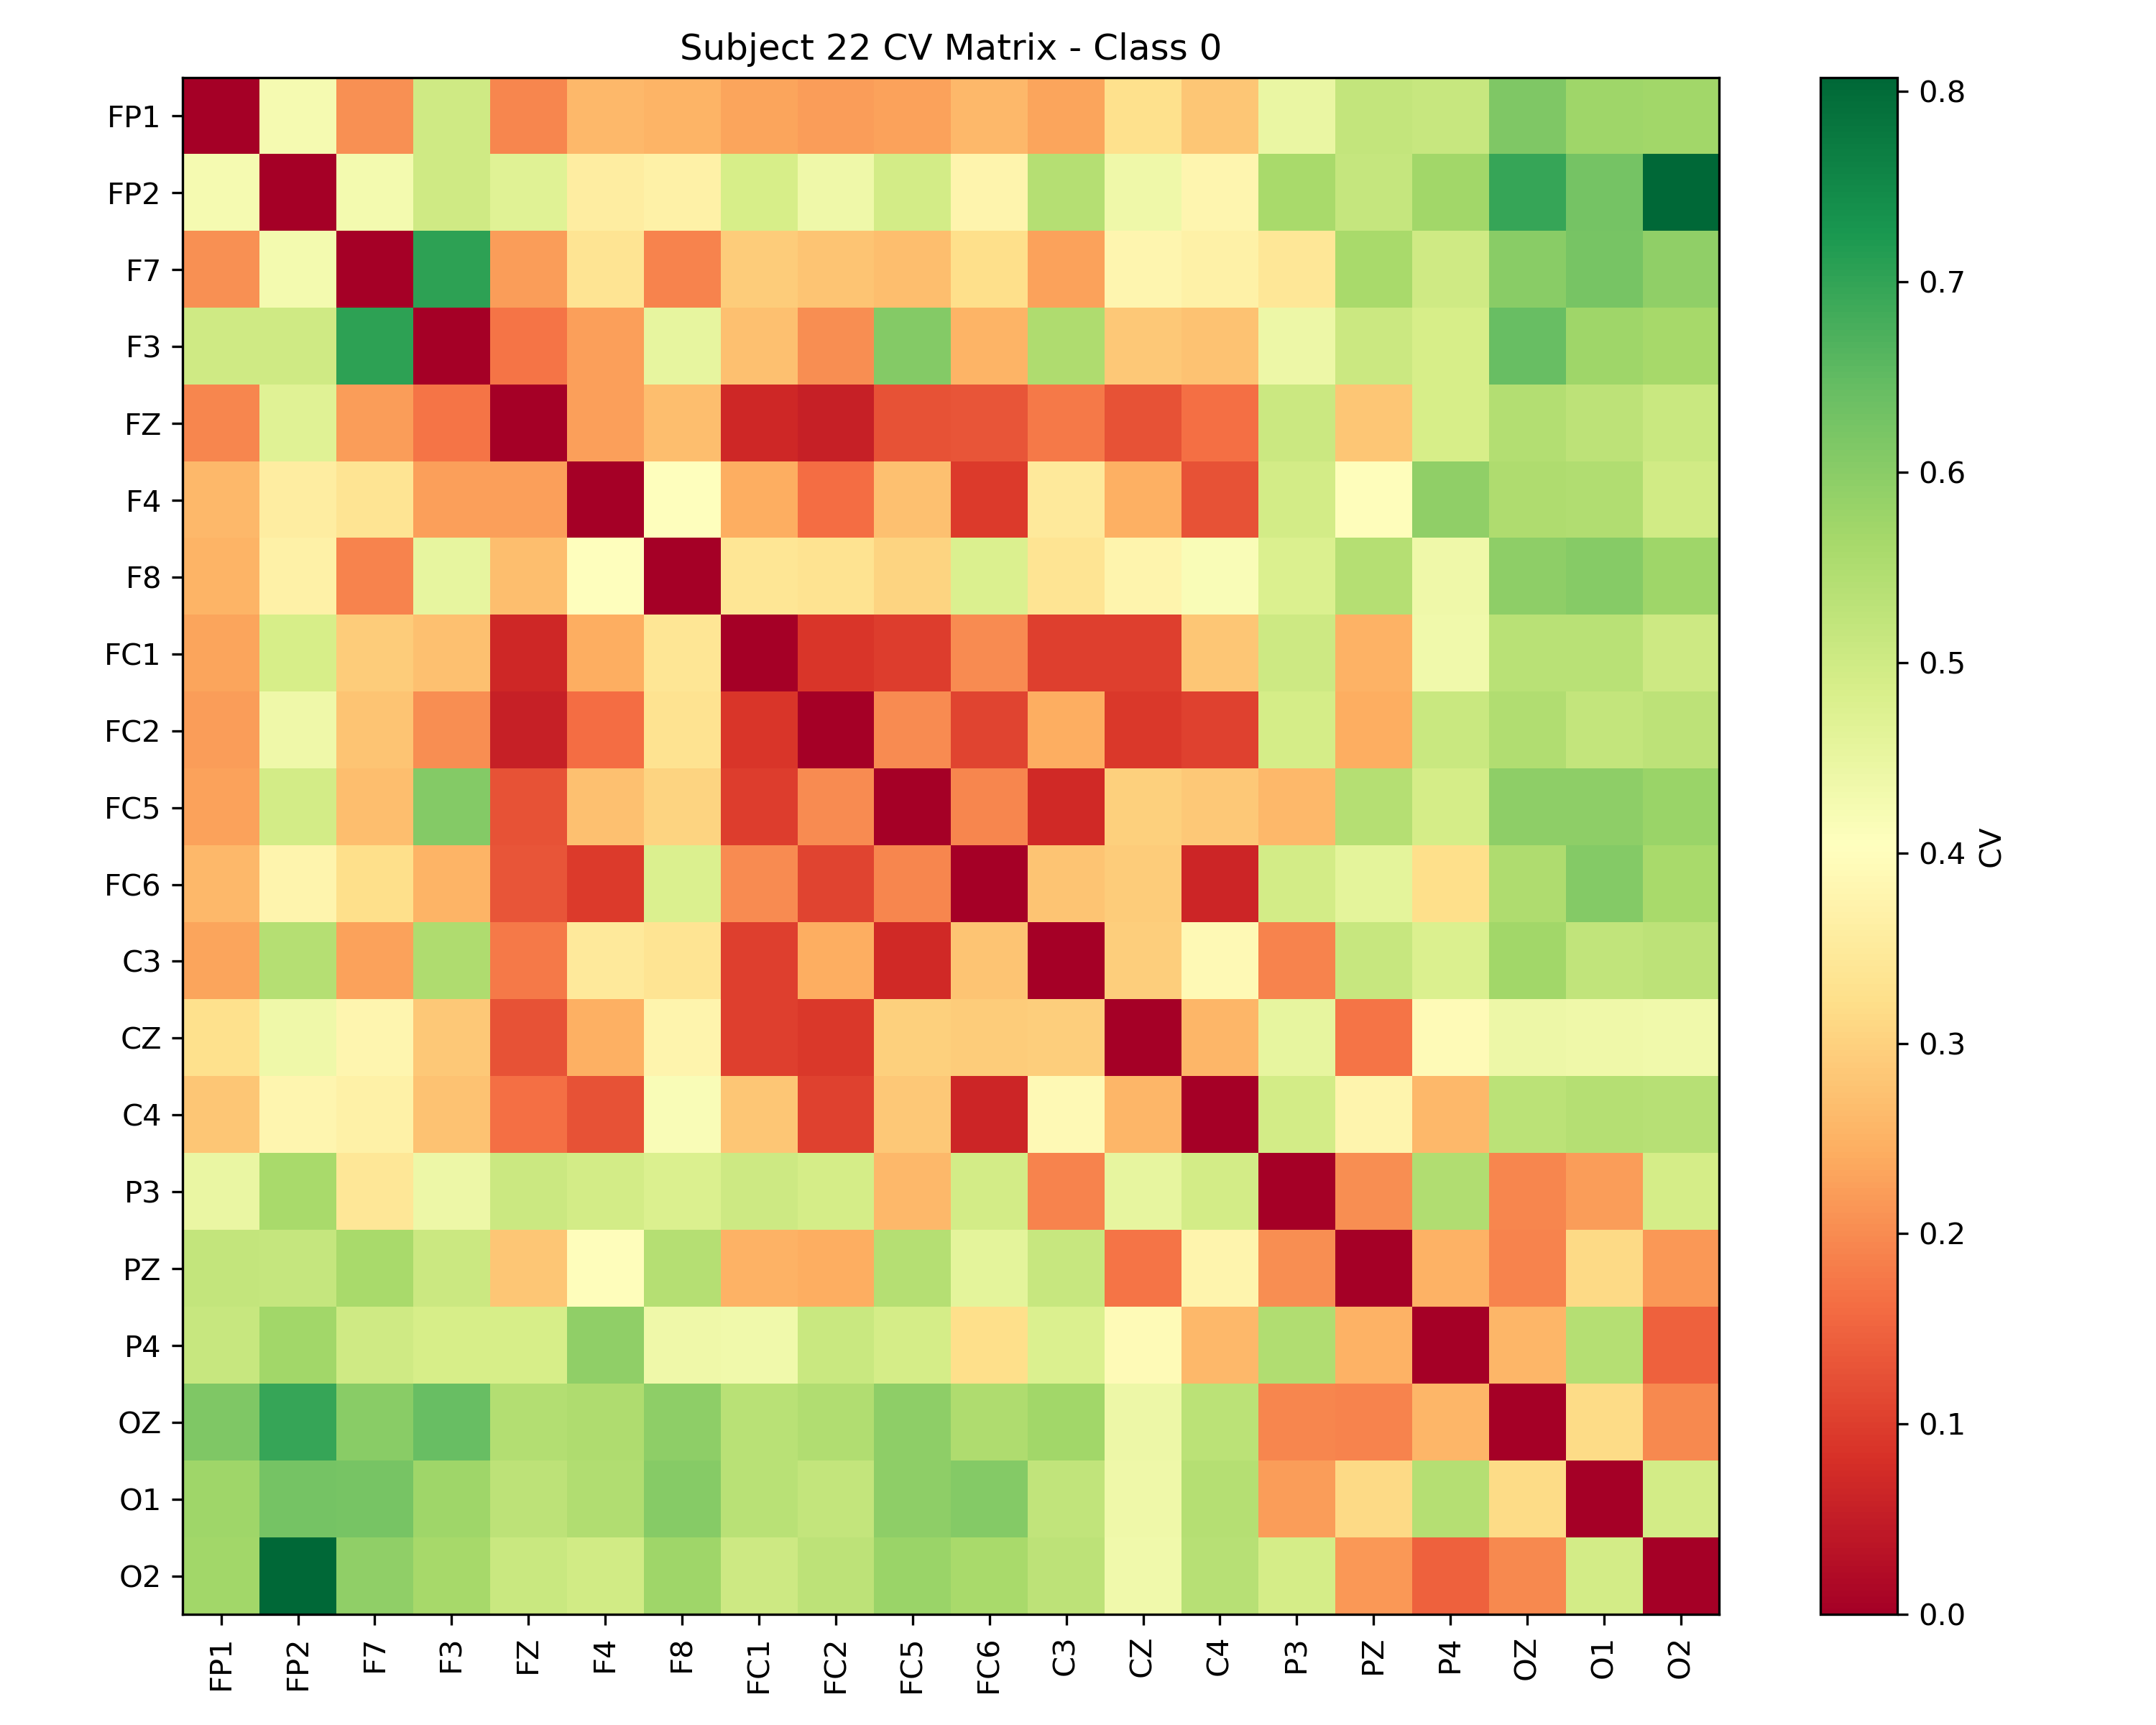 Subject 22 CV Matrix - Class 0
FP1
FP2
F7
F3
FZ
F4
F8
FC1
FC2
FC5
FC6
C3
CZ
C4
P3
PZ
P4
OZ
O1
O2
FP1 FP2 F7 F3 FZ F4 F8 FC1 FC2 FC5 FC6 C3 CZ C4 P3 PZ P4 OZ O1 O2
0.8
0.7
0.6
0.5
0.4
0.3
0.2
0.1
0.0
CV